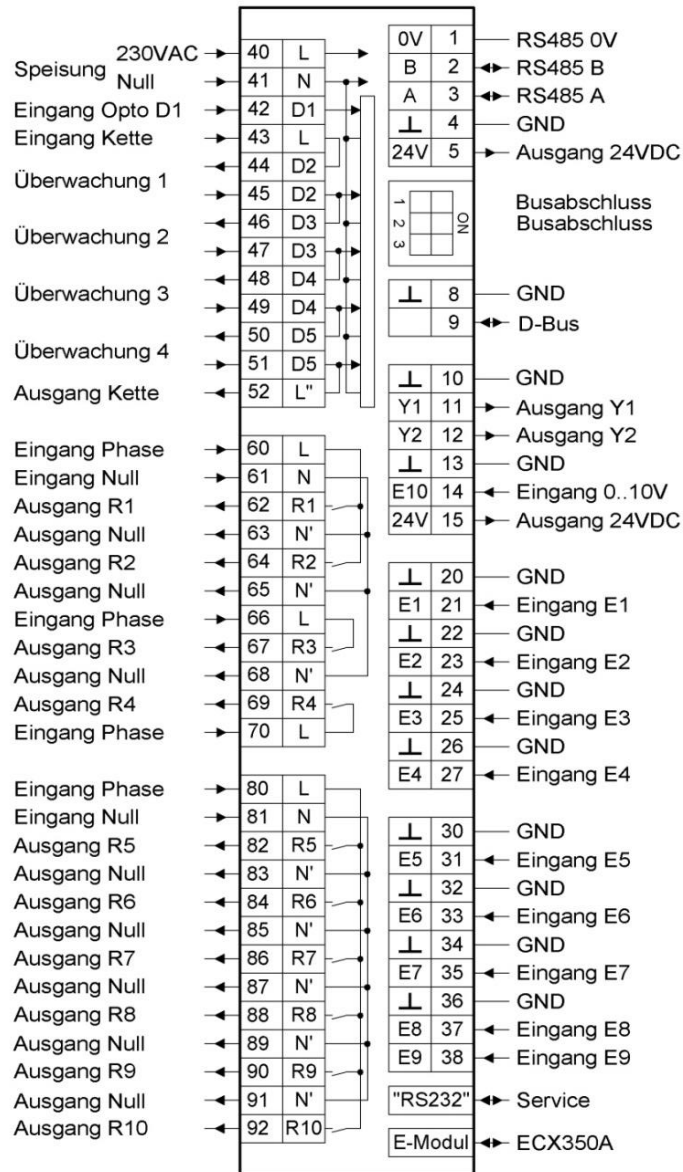 Speisung
230VAC 40 L
Null 41 N
Eingang Opto D1 42 D1
Eingang Kette 43 L
44 D2
Überwachung 1
45 D2
46 D3
Überwachung 2
47 D3
48 D4
Überwachung 3
49 D4
50 D5
Überwachung 4
51 D5
Ausgang Kette 52 L"
Eingang Phase 60 L
Eingang Null 61 N
Ausgang R1 62 R1
Ausgang Null 63 N'
Ausgang R2 64 R2
Ausgang Null 65 N'
Eingang Phase 66 L
Ausgang R3 67 R3
Ausgang Null 68 N'
Ausgang R4 69 R4
Eingang Phase 70 L
Eingang Phase 80 L
Eingang Null 81 N
Ausgang R5 82 R5
Ausgang Null 83 N'
Ausgang R6 84 R6
Ausgang Null 85 N'
Ausgang R7 86 R7
Ausgang Null 87 N'
Ausgang R8 88 R8
Ausgang Null 89 N'
Ausgang R9 90 R9
Ausgang Null 91 N'
Ausgang R10 92 R10
0V 1 RS485 0V
B 2 RS485 B
A 3 RS485 A
4 GND
24V 5 Ausgang 24VDC
1 2 3 ON
Busabschluss
Busabschluss
8 GND
9 D-Bus
10 GND
Y1 11 Ausgang Y1
Y2 12 Ausgang Y2
13 GND
E10 14 Eingang 0..10V
24V 15 Ausgang 24VDC
20 GND
E1 21 Eingang E1
22 GND
E2 23 Eingang E2
24 GND
E3 25 Eingang E3
26 GND
E4 27 Eingang E4
30 GND
E5 31 Eingang E5
32 GND
E6 33 Eingang E6
34 GND
E7 35 Eingang E7
36 GND
E8 37 Eingang E8
E9 38 Eingang E9
"RS232" Service
E-Modul ECX350A